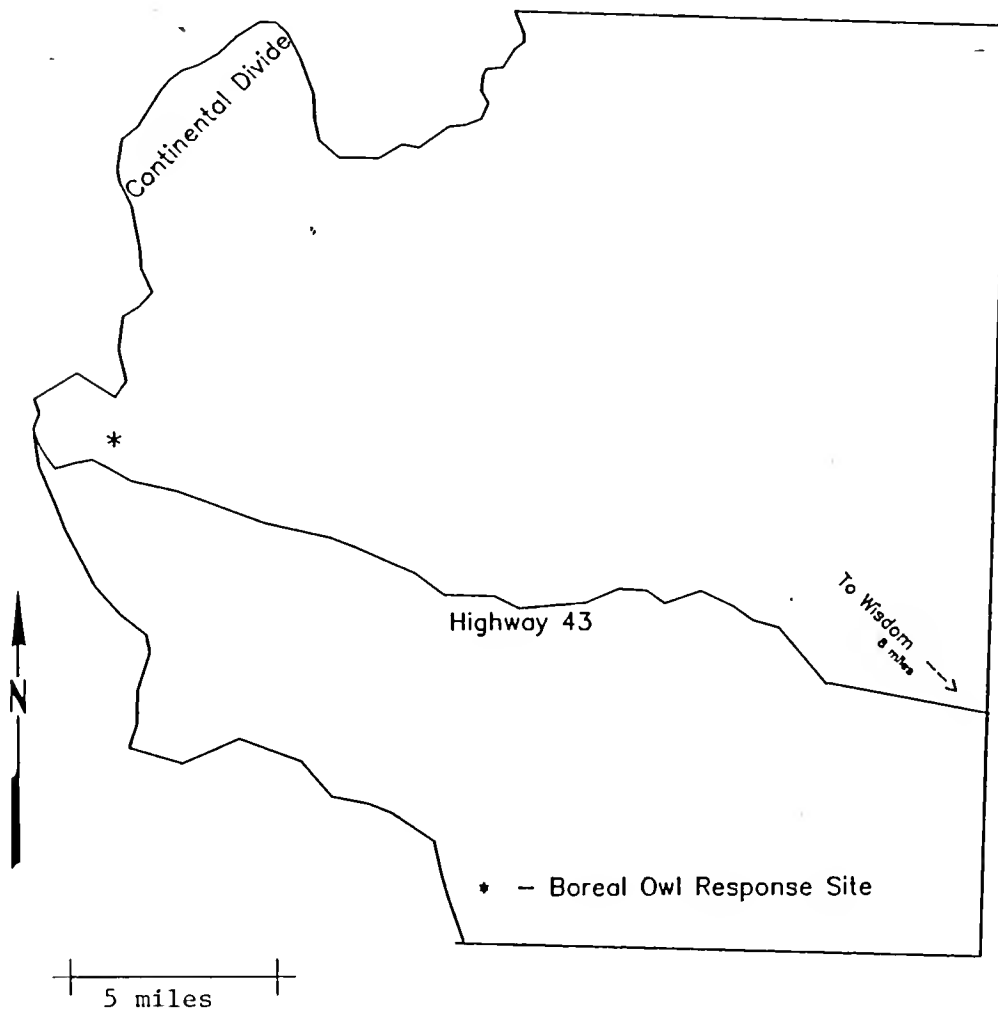 Continental Divide
Highway 43
To Wisdom
8 miles
N
* – Boreal Owl Response Site
5 miles